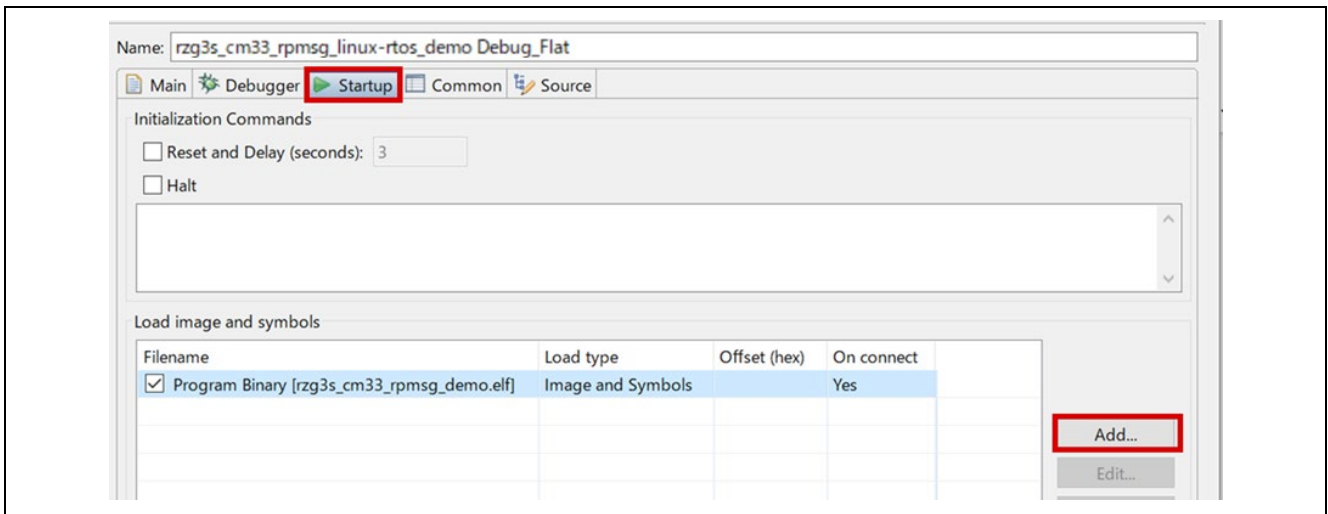 Name: rzg3s_cm33_rpmsg_linux-rtos_demo Debug_Flat
Main Debugger Startup Common Source
Initialization Commands
Reset and Delay (seconds): 3
Halt
Load image and symbols
Filename Load type Offset (hex) On connect
Program Binary [rzg3s_cm33_rpmsg_demo.elf] Image and Symbols Yes
Add...
Edit...